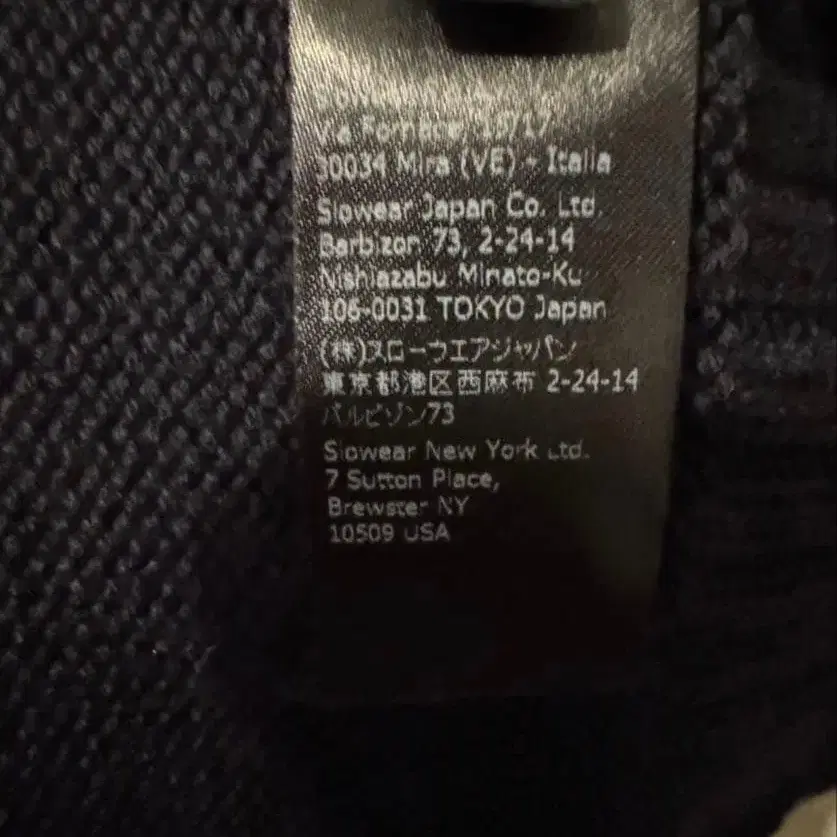 Slowear
Via Fornace, 15/17
30034 Mira (VE) - Italia
Slowear Japan Co. Ltd.
Barbizon 73, 2-24-14
Nishiazabu Minato-Ku
106-0031 TOKYO Japan
(株)スローウエアジャパン
東京都港区西麻布 2-24-14
バルビゾン73
Slowear New York Ltd.
7 Sutton Place,
Brewster NY
10509 USA